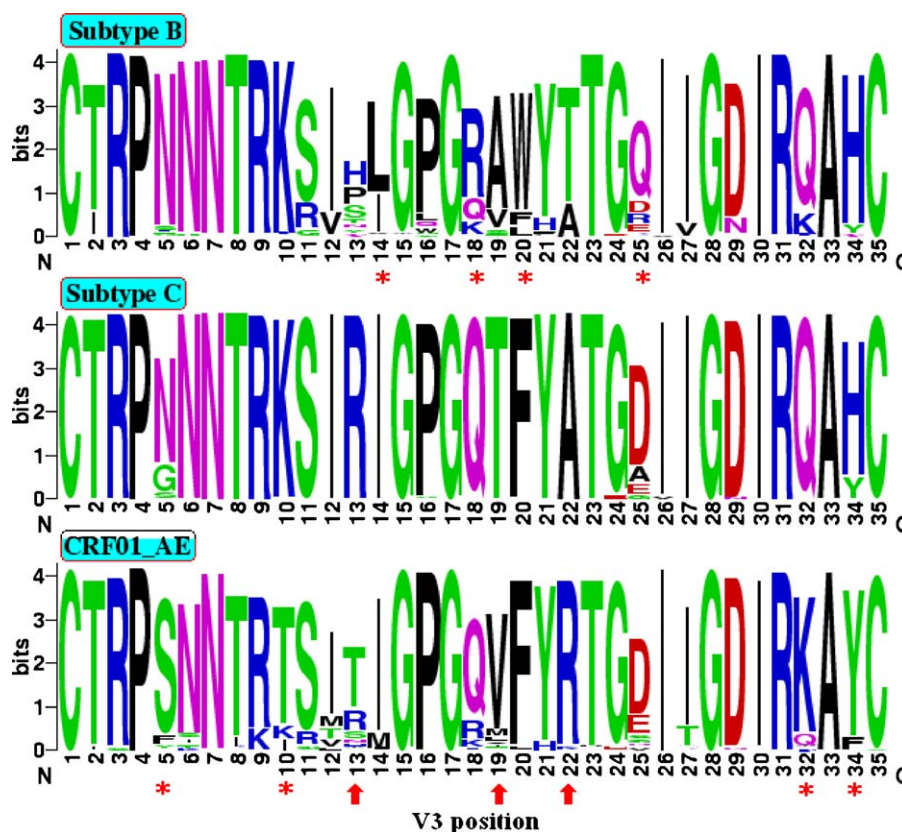 Subtype B
4
3
2
1
0
bits
C T R P N N N T R K S I H L G P G R A W Y T T G Q I I G D I R Q A H C
1 2 3 4 5 6 7 8 9 10 11 12 13 14 15 16 17 18 19 20 21 22 23 24 25 26 27 28 29 30 31 32 33 34 35
N C
* * * *
Subtype C
4
3
2
1
0
bits
C T R P N N N T R K S I R I G P G Q T F Y A T G D I I G D I R Q A H C
1 2 3 4 5 6 7 8 9 10 11 12 13 14 15 16 17 18 19 20 21 22 23 24 25 26 27 28 29 30 31 32 33 34 35
N C
CRF01_AE
4
3
2
1
0
bits
C T R P S N N T R T S I T I G P G Q V F Y R T G D I I G D I R K A Y C
1 2 3 4 5 6 7 8 9 10 11 12 13 14 15 16 17 18 19 20 21 22 23 24 25 26 27 28 29 30 31 32 33 34 35
N C
* * * *
V3 position